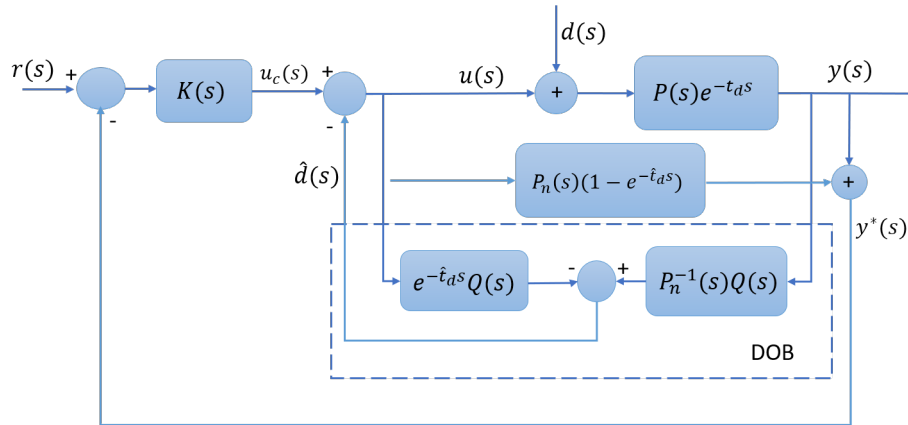 d(s)
r(s) + K(s) u_c(s) + u(s) + P(s)e^{-t_d s} y(s)
- -
d̂(s) P_n(s)(1 − e^{-t̂_d s}) +
y*(s)
e^{-t̂_d s}Q(s) - + P_n^{-1}(s)Q(s)
DOB